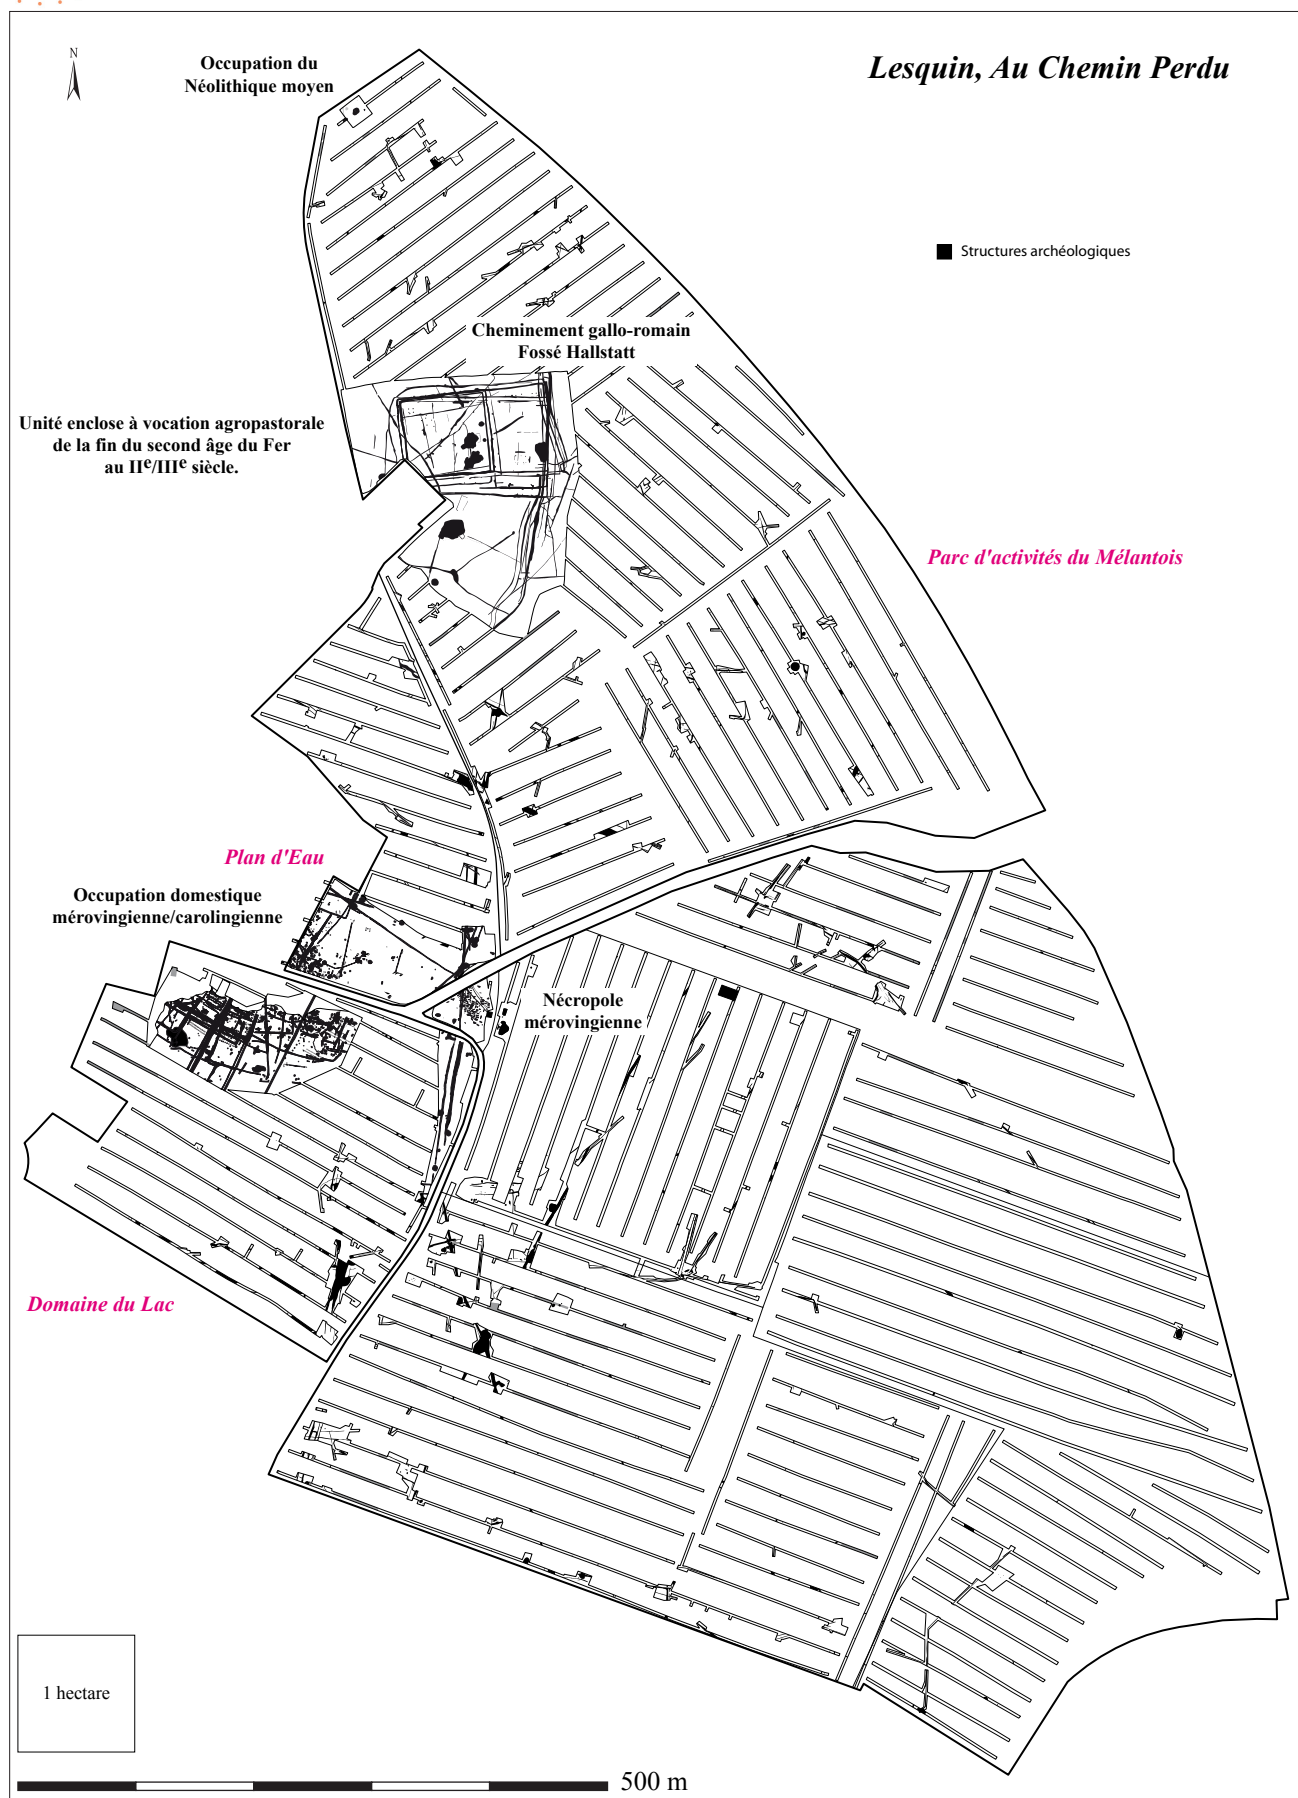 Lesquin, Au Chemin Perdu
N
Occupation du
Néolithique moyen
Structures archéologiques
Cheminement gallo-romain
Fossé Hallstatt
Unité enclose à vocation agropastorale
de la fin du second âge du Fer
au IIe/IIIe siècle.
Parc d'activités du Mélantois
Plan d'Eau
Occupation domestique
mérovingienne/carolingienne
Nécropole
mérovingienne
Domaine du Lac
1 hectare
500 m